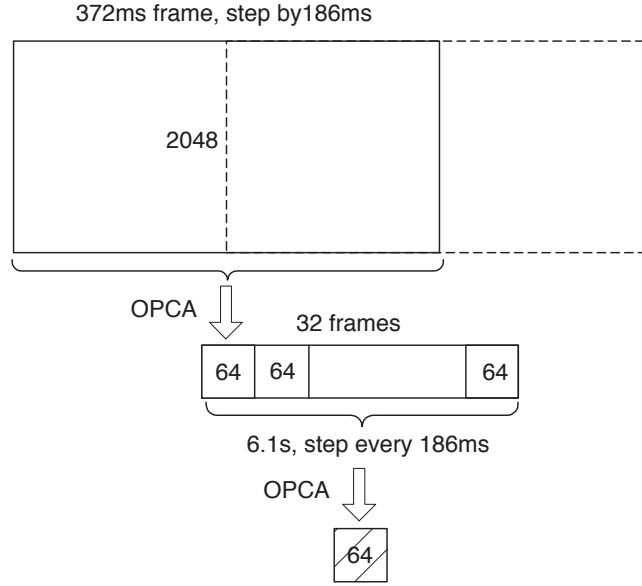 372ms frame, step by186ms
2048
OPCA
32 frames
64 64 64
6.1s, step every 186ms
OPCA
64